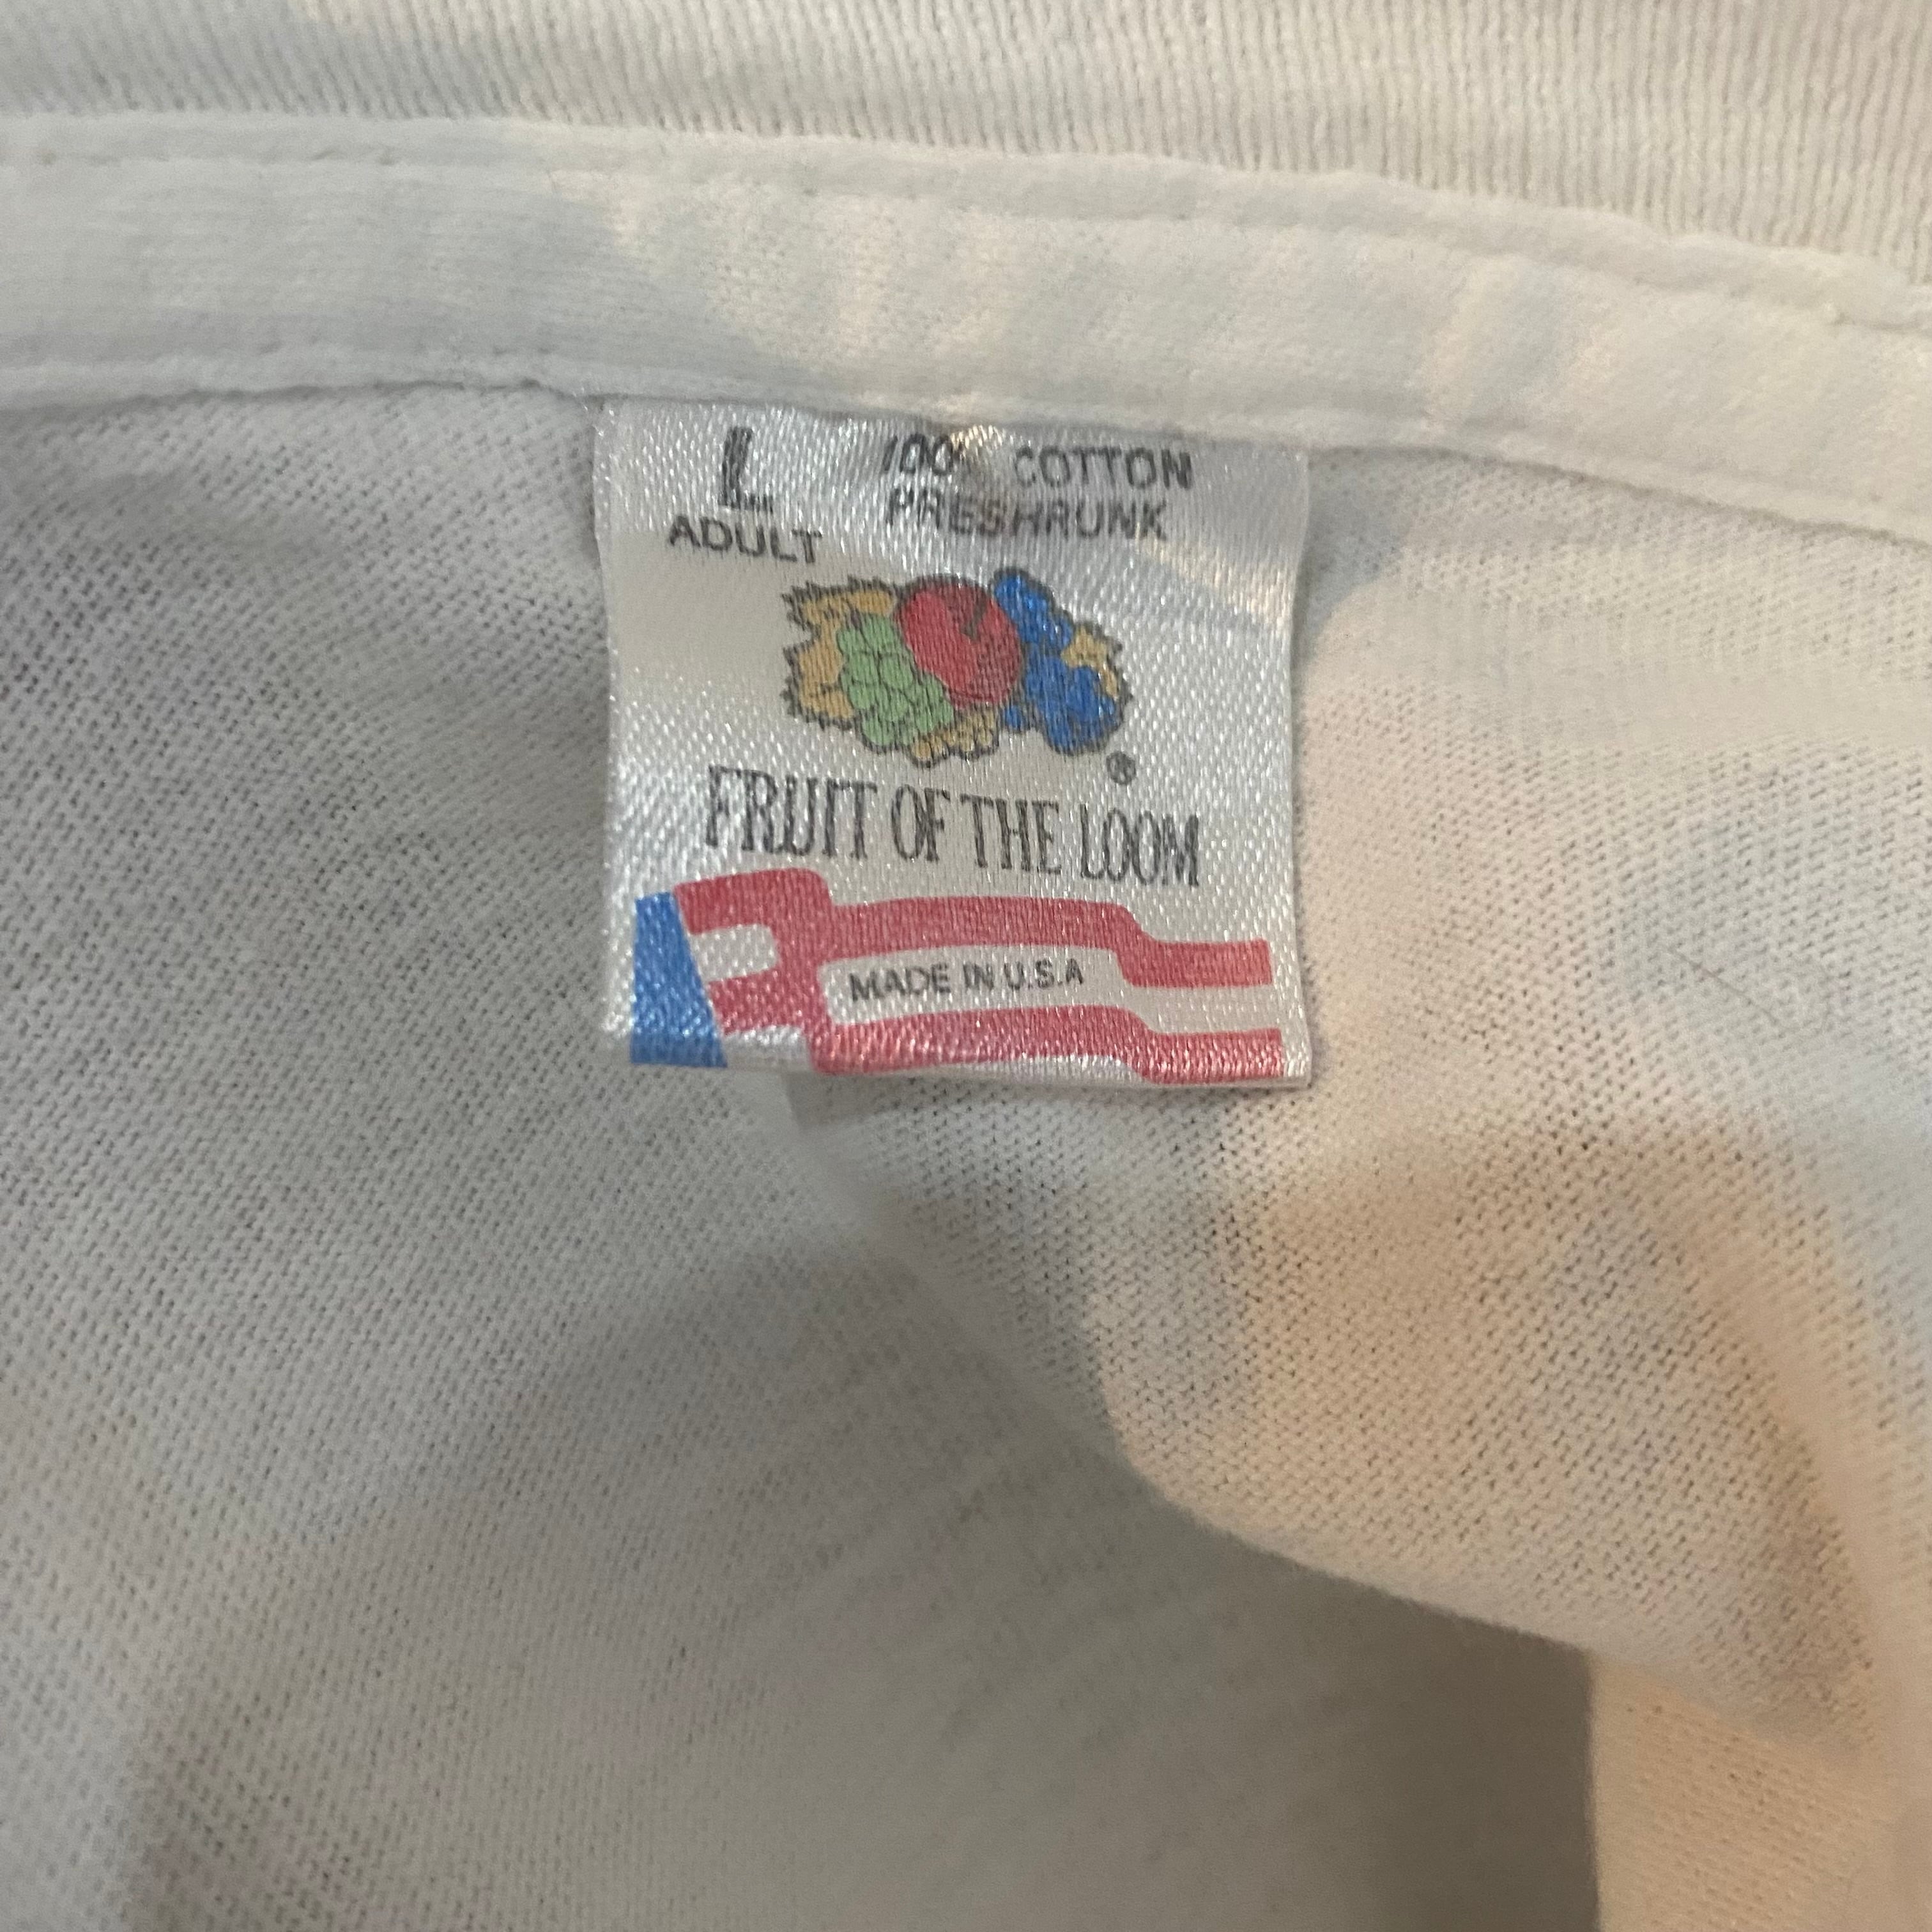 L
ADULT
100% COTTON
PRESHRUNK
®
FRUIT OF THE LOOM
MADE IN U.S.A